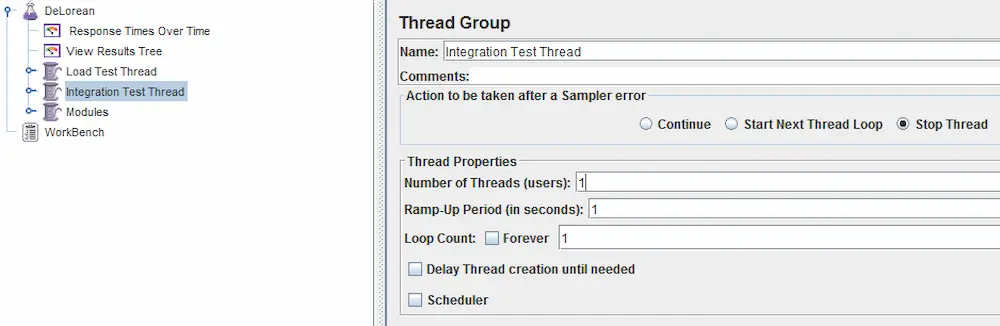 DeLorean
Response Times Over Time
View Results Tree
Load Test Thread
Integration Test Thread
Modules
WorkBench
Thread Group
Name: Integration Test Thread
Comments:
Action to be taken after a Sampler error
Continue Start Next Thread Loop Stop Thread
Thread Properties
Number of Threads (users): 1
Ramp-Up Period (in seconds): 1
Loop Count: Forever 1
Delay Thread creation until needed
Scheduler